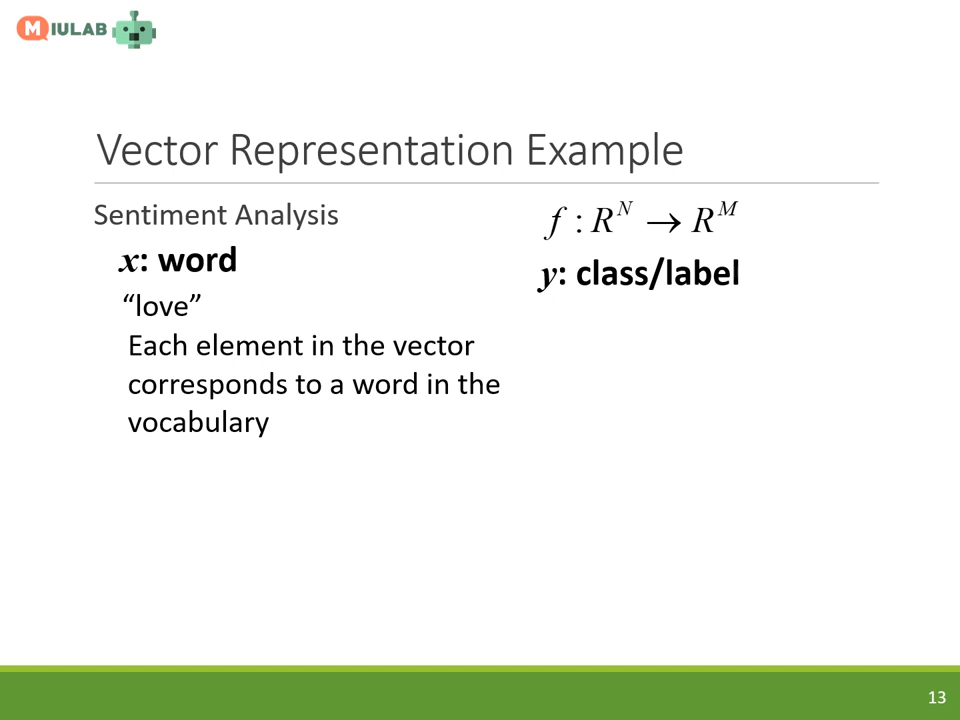 MIULAB
Vector Representation Example
Sentiment Analysis
f : R^N → R^M
x: word
y: class/label
“love”
Each element in the vector
corresponds to a word in the
vocabulary
13